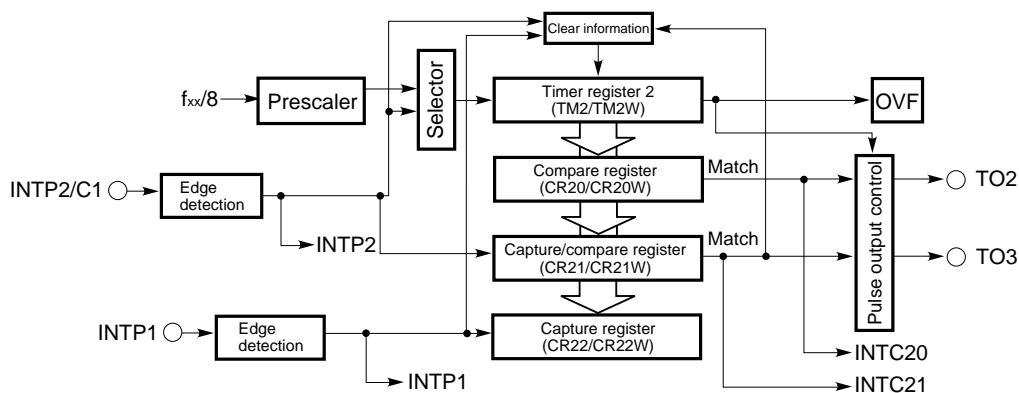 Clear information
fxx/8
Prescaler
Selector
Timer register 2
(TM2/TM2W)
OVF
INTP2/C1
Edge
detection
INTP2
Compare register
(CR20/CR20W)
Match
Pulse output control
TO2
Capture/compare register
(CR21/CR21W)
Match
TO3
INTP1
Edge
detection
INTP1
Capture register
(CR22/CR22W)
INTC20
INTC21